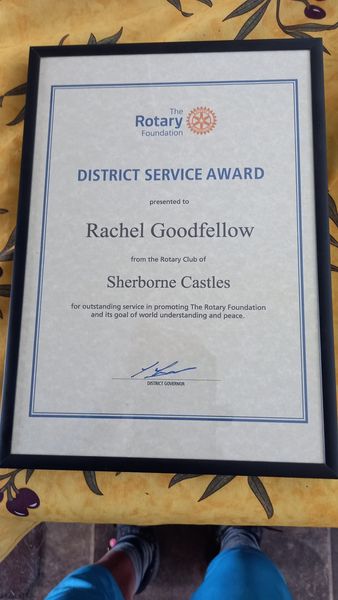 The
Rotary
Foundation
DISTRICT SERVICE AWARD
presented to
Rachel Goodfellow
from the Rotary Club of
Sherborne Castles
for outstanding service in promoting The Rotary Foundation
and its goal of world understanding and peace.
DISTRICT GOVERNOR